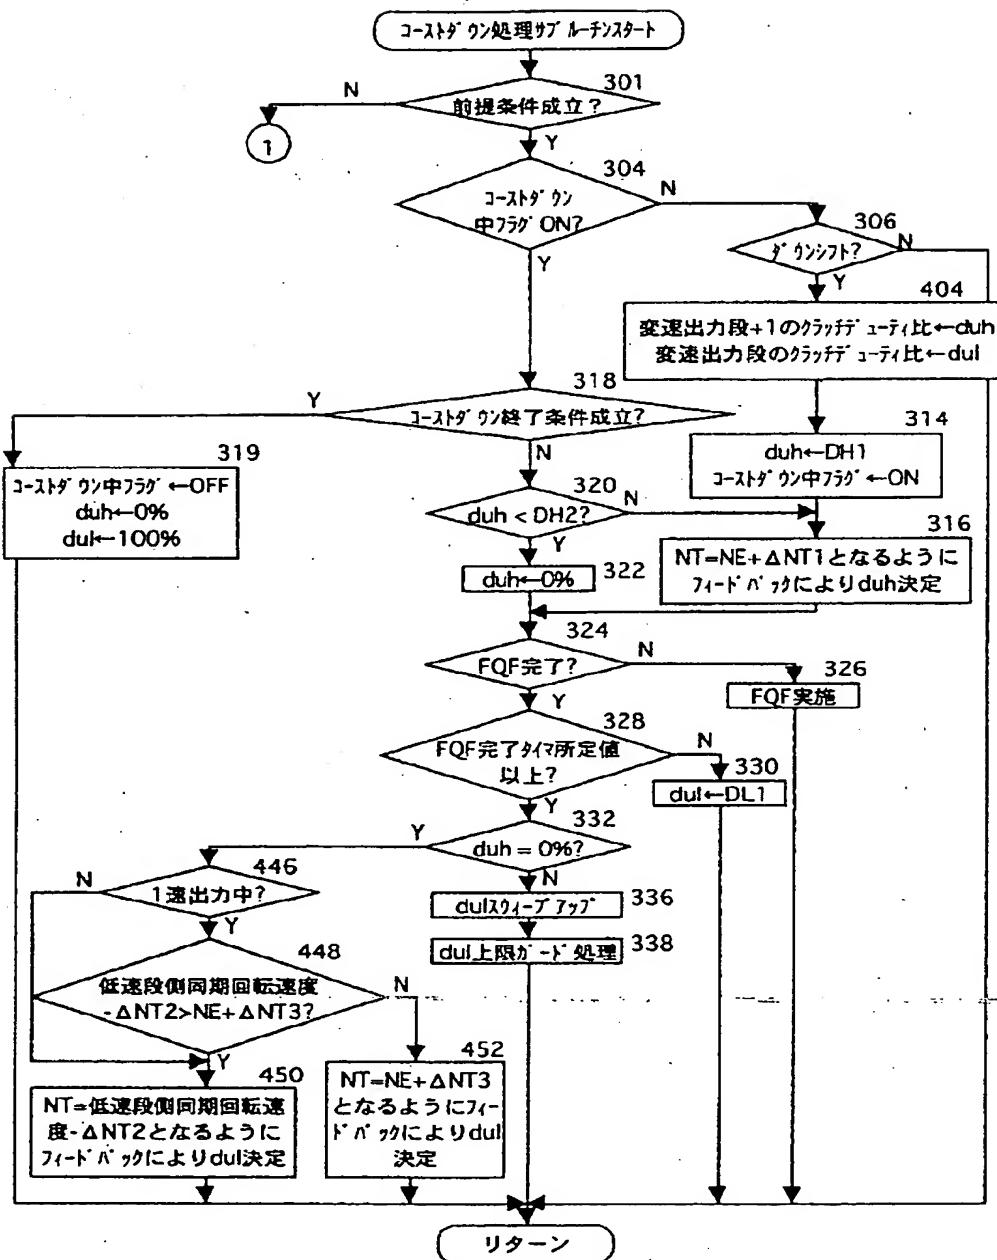 コーストダウン処理サブルーチンスタート
301
N
前提条件成立?
1
Y
304
N
コーストダウン
中フラグON?
306
N
ダウンシフト?
Y
Y
404
変速出力段+1のクラッチデューティ比←duh
変速出力段のクラッチデューティ比←dul
318
Y
コーストダウン終了条件成立?
314
319
N
duh←DH1
コーストダウン中フラグ←ON
コーストダウン中フラグ←OFF
duh←0%
dul←100%
320
N
duh < DH2?
316
Y
NT=NE+ΔNT1となるように
フィードバックによりduh決定
duh←0%
322
324
N
FQF完了?
326
FQF実施
Y
328
N
FQF完了タイマ所定値
以上?
330
dul←DL1
Y
332
Y
duh = 0%?
446
N
N
1速出力中?
dulスウィープアップ
336
Y
448
dul上限ガード処理
338
低速段側同期回転速度
-ΔNT2>NE+ΔNT3?
N
Y
450
452
NT=低速段側同期回転速
度-ΔNT2となるように
フィードバックによりdul決定
NT=NE+ΔNT3
となるようにフィー
ドバックによりdul
決定
リターン